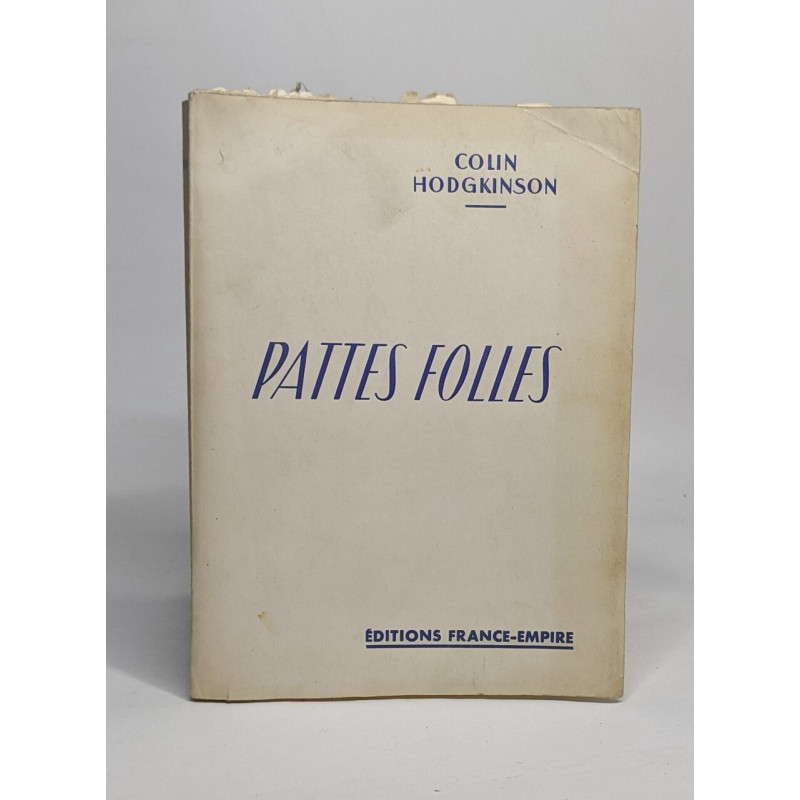 COLIN
HODGKINSON
PATTES FOLLES
ÉDITIONS FRANCE-EMPIRE